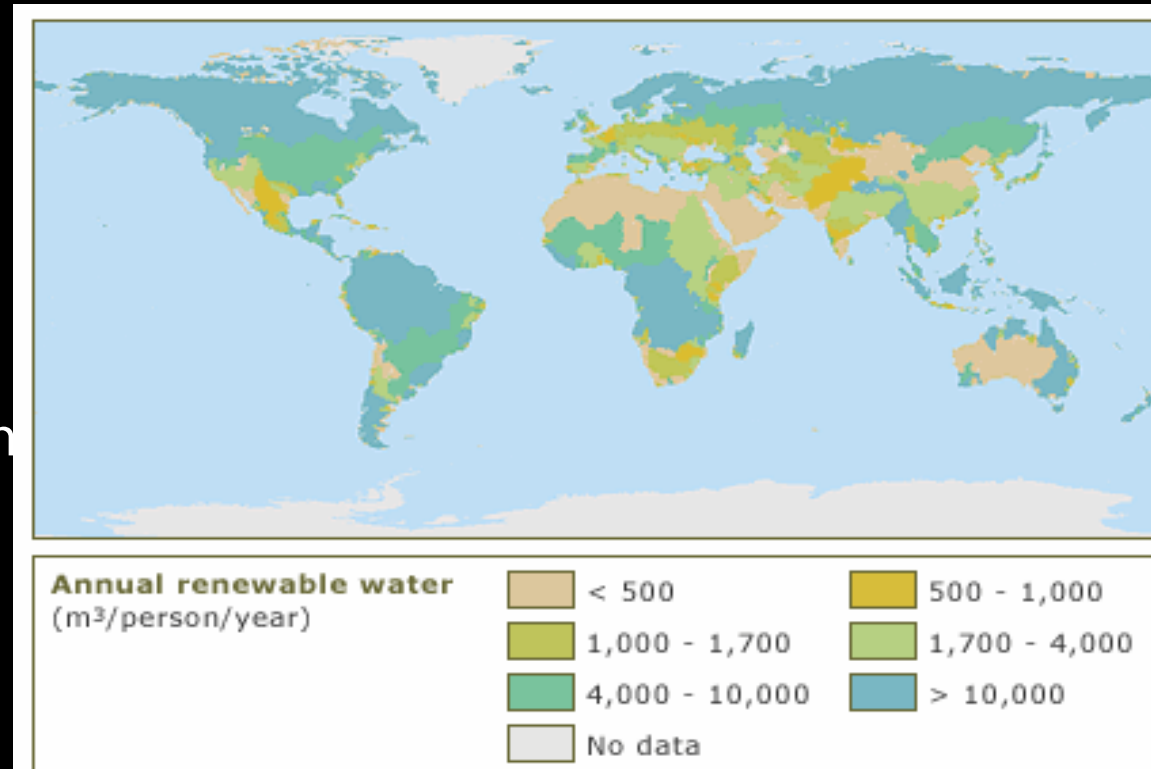 n
Annual renewable water
(m³/person/year)
< 500
500 - 1,000
1,000 - 1,700
1,700 - 4,000
4,000 - 10,000
> 10,000
No data